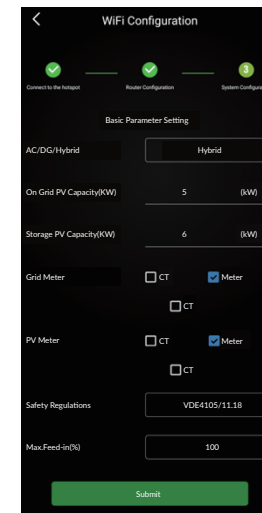 WiFi Configuration
3
Connect to the hotspot Router Configuration System Configura
Basic Parameter Setting
AC/DG/Hybrid Hybrid
On Grid PV Capacity(KW) 5 (kW)
Storage PV Capacity(KW) 6 (kW)
Grid Meter CT Meter
CT
PV Meter CT Meter
CT
Safety Regulations VDE4105/11.18
Max.Feed-in(%) 100
Submit